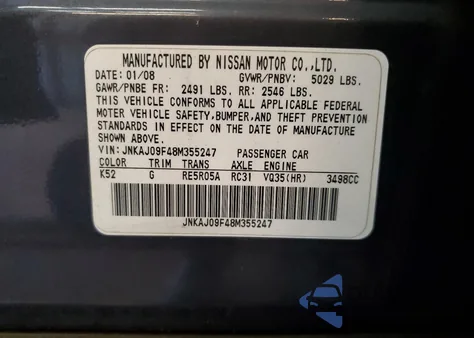 MANUFACTURED BY NISSAN MOTOR CO.,LTD.
DATE: 01/08 GVWR/PNBV: 5029 LBS.
GAWR/PNBE FR: 2491 LBS. RR: 2546 LBS.
THIS VEHICLE CONFORMS TO ALL APPLICABLE FEDERAL
MOTOR VEHICLE SAFETY,BUMPER,AND THEFT PREVENTION
STANDARDS IN EFFECT ON THE DATE OF MANUFACTURE
SHOWN ABOVE.
VIN: JNKAJ09F48M355247 PASSENGER CAR
COLOR TRIM TRANS AXLE ENGINE
K52 G RE5R05A RC31 VQ35(HR) 3498CC
JNKAJ09F48M355247